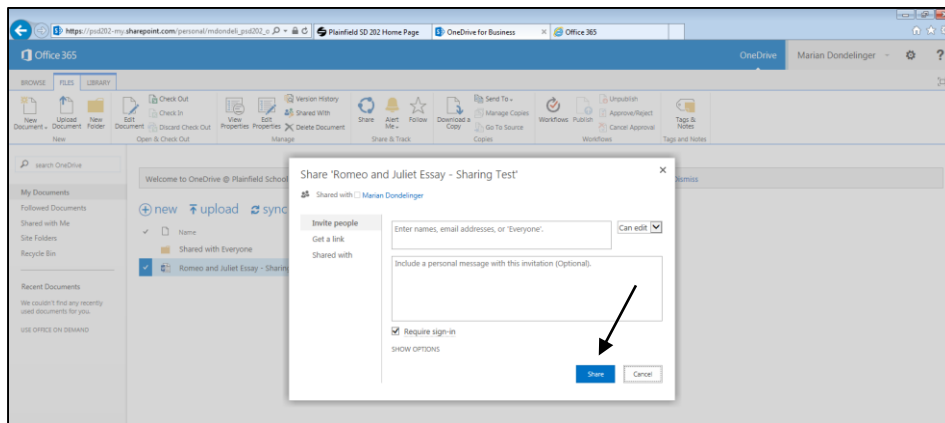 https://psd202-my.sharepoint.com/personal/mdondeli_psd202_o
Plainfield SD 202 Home Page
OneDrive for Business
Office 365
Office 365
OneDrive
Marian Dondelinger
?
BROWSE FILES LIBRARY
New Document
Upload Document
New Folder
New
Edit Document
Check Out
Check In
Discard Check Out
Open & Check Out
View Properties
Edit Properties
Version History
Shared With
Delete Document
Manage
Share
Alert Me
Follow
Share & Track
Download a Copy
Send To
Manage Copies
Go To Source
Copies
Workflows
Publish
Unpublish
Approve/Reject
Cancel Approval
Workflows
Tags & Notes
Tags and Notes
search OneDrive
My Documents
Followed Documents
Shared with Me
Site Folders
Recycle Bin
Recent Documents
We couldn't find any recently
used documents for you.
USE OFFICE ON DEMAND
Welcome to OneDrive @ Plainfield School
Dismiss
new upload sync
Name
Shared with Everyone
Romeo and Juliet Essay - Sharing
Share 'Romeo and Juliet Essay - Sharing Test'
Shared with Marian Dondelinger
Invite people
Get a link
Shared with
Enter names, email addresses, or 'Everyone'.
Can edit
Include a personal message with this invitation (Optional).
Require sign-in
SHOW OPTIONS
Share
Cancel